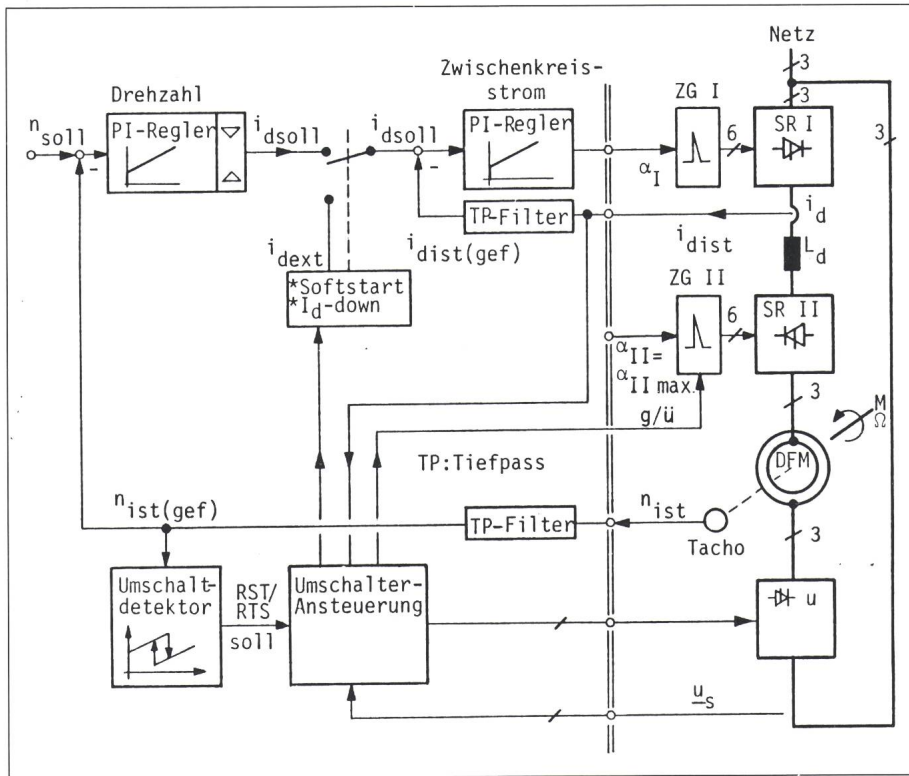 Netz
3
3
3
Zwischenkreis-
strom
ZG I
Drehzahl
n soll
PI-Regler
i dsoll
i dsoll
PI-Regler
6
SR I
-
-
α I
TP-Filter
i d
i dist
L d
i dext
i dist(gef)
*Softstart
*I d -down
ZG II
6
SR II
α II =
α II max.
g/ü
3
M
Ω
DFM
TP:Tiefpass
n ist(gef)
TP-Filter
n ist
Tacho
3
Umschalt-
detektor
RST/
RTS
soll
Umschalter-
Ansteuerung
u
u s